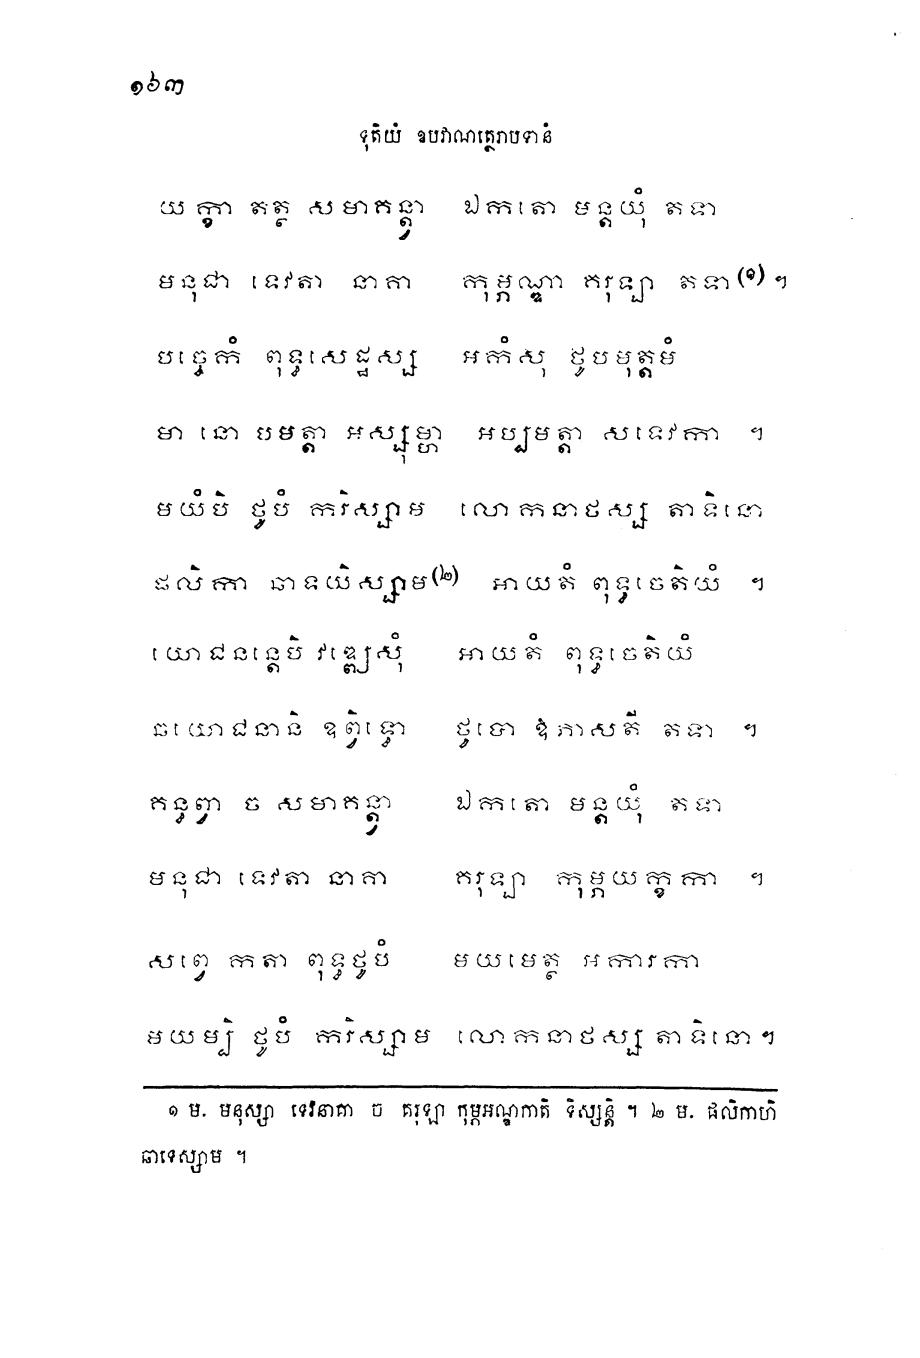 ១៦៣
ទុតិយំ ឧបវាណត្ថេរាបទានំ
យក្ខា តត្ថ សមាគន្ត្វា ឯកតោ មន្តយុំ តទា
មនុជា ទេវតា នាគា កុម្ភណ្ឌា គរុឡា តទា(១) ។
បច្ចេកំ ពុទ្ធសេដ្ឋស្ស អកំសុ ថូបមុត្តមំ
មា នោ បមត្តា អស្សុម្ហា អប្បមត្តា សទេវកា ។
មយំបិ ថូបំ ករិស្សាម លោកនាថស្ស តាទិនោ
ផលិកា ឆាទយិស្សាម(២) អាយតំ ពុទ្ធចេតិយំ ។
យោជនន្តេបិ វឌ្ឍេសុំ អាយតំ ពុទ្ធចេតិយំ
ចយោជនានិ ឧព្វិទ្ធោ ថូបោ ឱភាសតី តទា ។
គន្ធព្វា ច សមាគន្ត្វា ឯកតោ មន្តយុំ តទា
មនុជា ទេវតា នាគា គរុឡា កុម្ភយក្ខកា ។
សព្វេ កតា ពុទ្ធថូបំ មយមេត្ថ អការកា
មយម្បិ ថូបំ ករិស្សាម លោកនាថស្ស តាទិនោ ។
១ ម. មនុស្សា ទេវា នាគា ច គរុឡា កុម្ភអណ្ឌកាតិ ទិស្សន្តិ ។ ២ ម. ផលិកាហិ
ឆាទេស្សាម ។